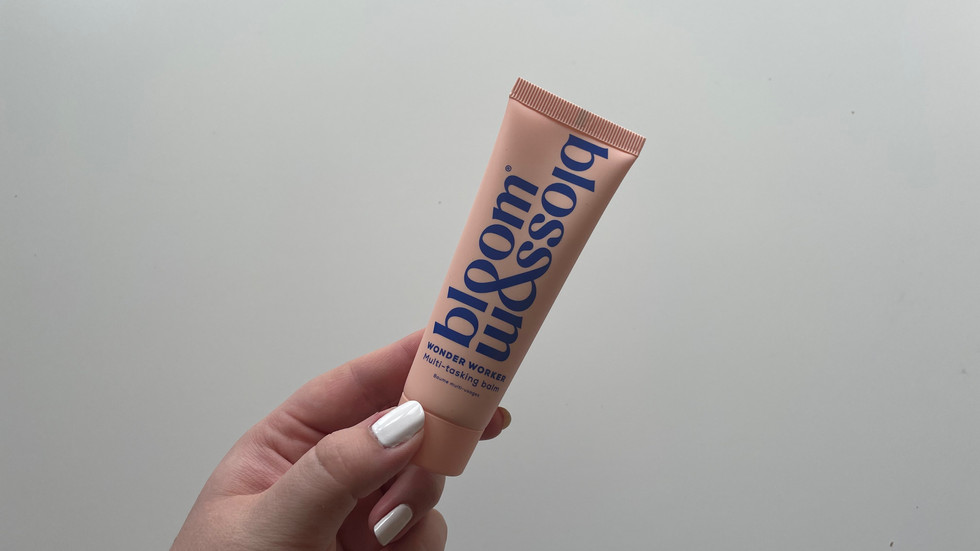 bloom®
&blossom
WONDER WORKER
Multi-tasking balm
Baume multi-usages